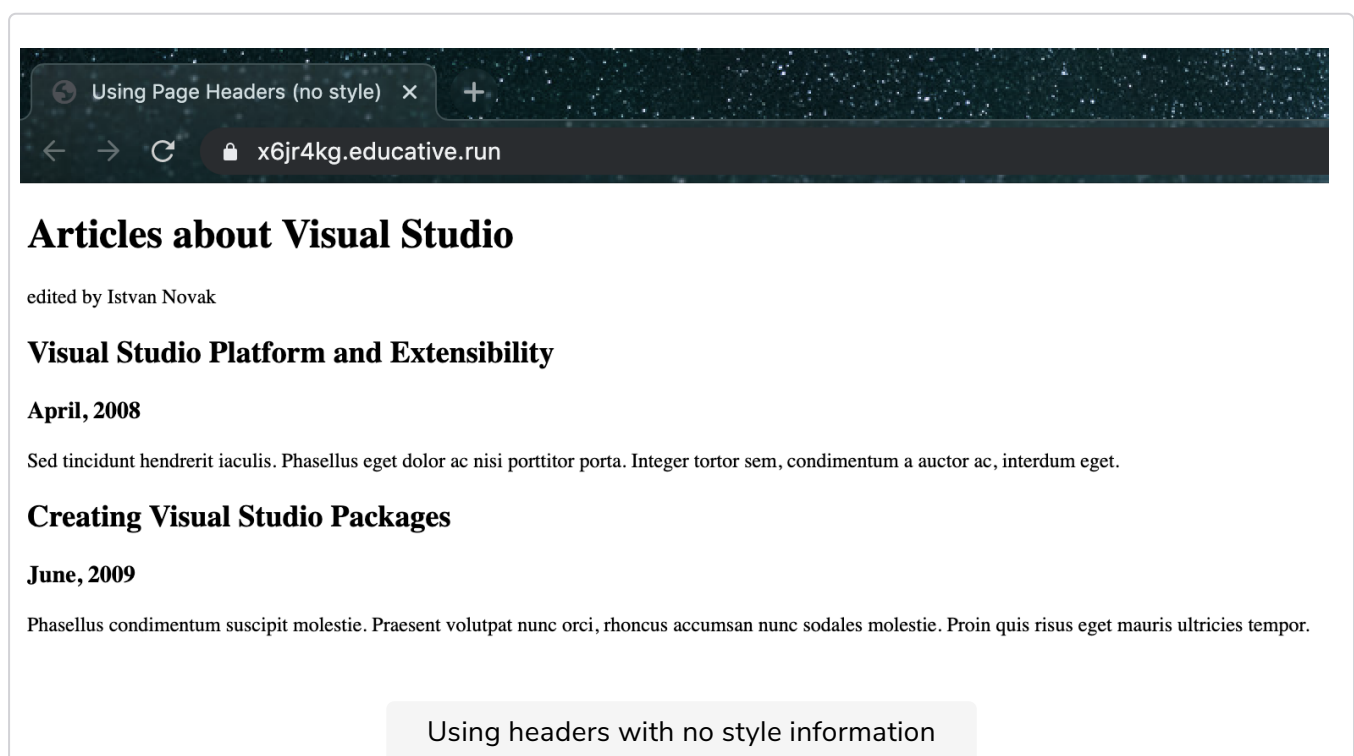 Using Page Headers (no style)
x6jr4kg.educative.run
Articles about Visual Studio
edited by Istvan Novak
Visual Studio Platform and Extensibility
April, 2008
Sed tincidunt hendrerit iaculis. Phasellus eget dolor ac nisi porttitor porta. Integer tortor sem, condimentum a auctor ac, interdum eget.
Creating Visual Studio Packages
June, 2009
Phasellus condimentum suscipit molestie. Praesent volutpat nunc orci, rhoncus accumsan nunc sodales molestie. Proin quis risus eget mauris ultricies tempor.
Using headers with no style information